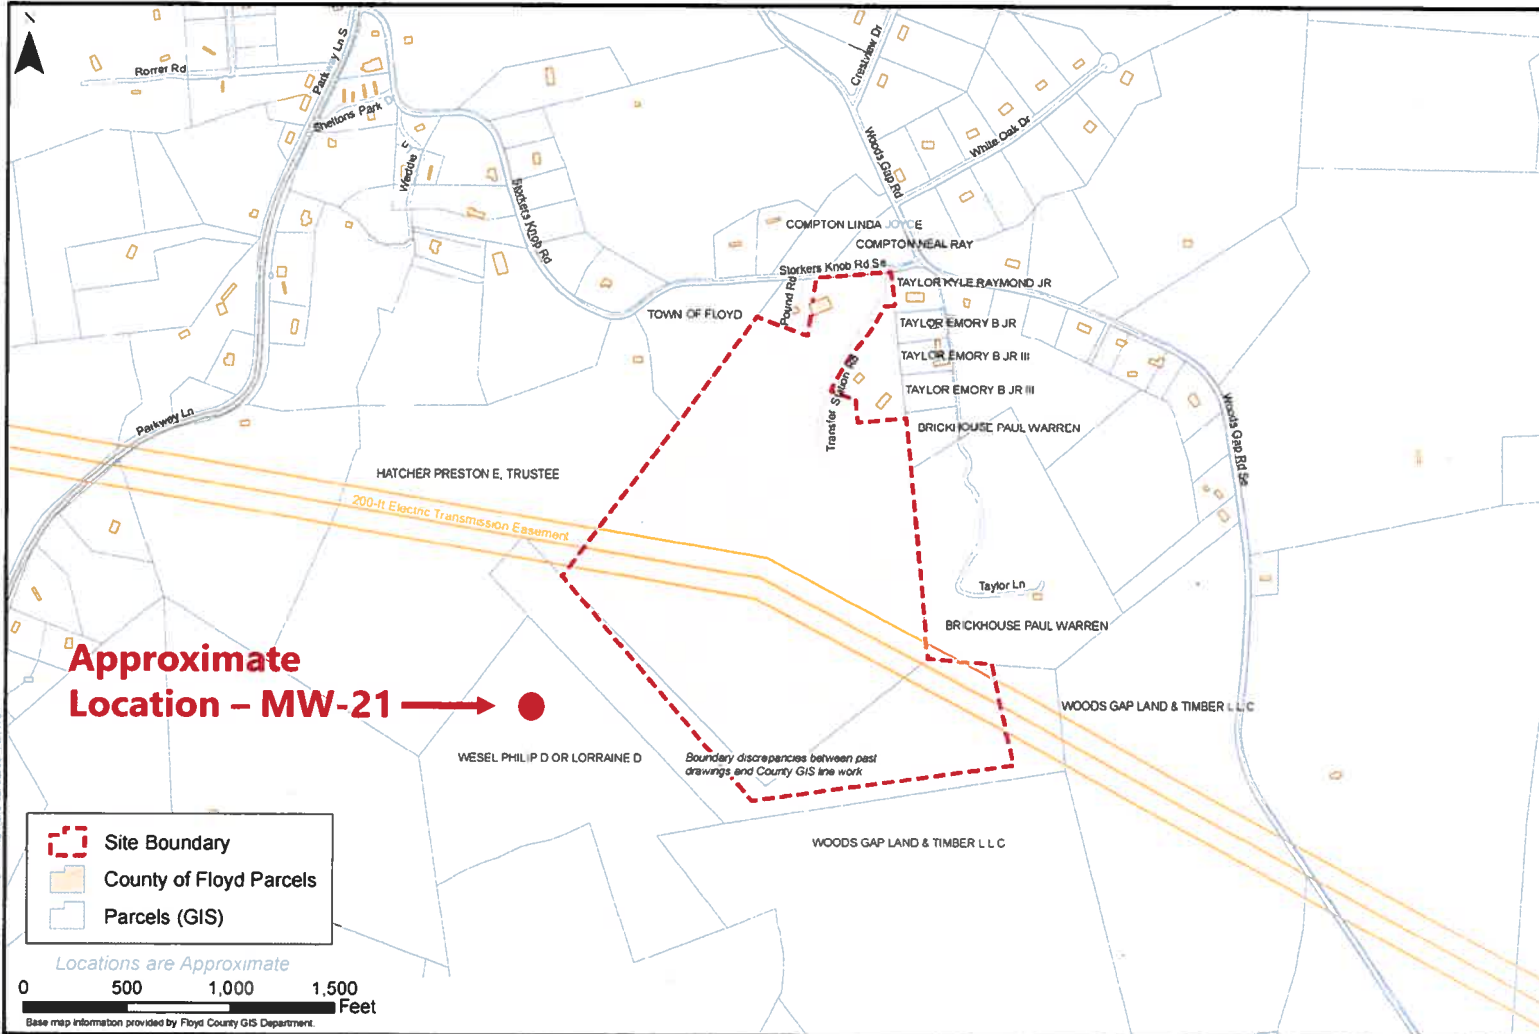 Rorrer Rd
Parkway Ln S
Sheltons Park
Weddle Ln
Storkers Knob Rd
Crestview Dr
Woods Gap Rd
White Oak Dr
COMPTON LINDA JOYCE
COMPTON NEAL RAY
Storkers Knob Rd Se
TAYLOR KYLE RAYMOND JR
Pound Rd
TOWN OF FLOYD
TAYLOR EMORY B JR
TAYLOR EMORY B JR III
TAYLOR EMORY B JR III
Transfer Station Rd
BRICKHOUSE PAUL WARREN
Woods Gap Rd Se
Parkway Ln
HATCHER PRESTON E, TRUSTEE
200-ft Electric Transmission Easement
Taylor Ln
BRICKHOUSE PAUL WARREN
Approximate
Location – MW-21
WOODS GAP LAND & TIMBER L L C
WESEL PHILIP D OR LORRAINE D
Boundary discrepancies between past
drawings and County GIS line work
WOODS GAP LAND & TIMBER L L C
Site Boundary
County of Floyd Parcels
Parcels (GIS)
Locations are Approximate
0 500 1,000 1,500
Feet
Base map information provided by Floyd County GIS Department.